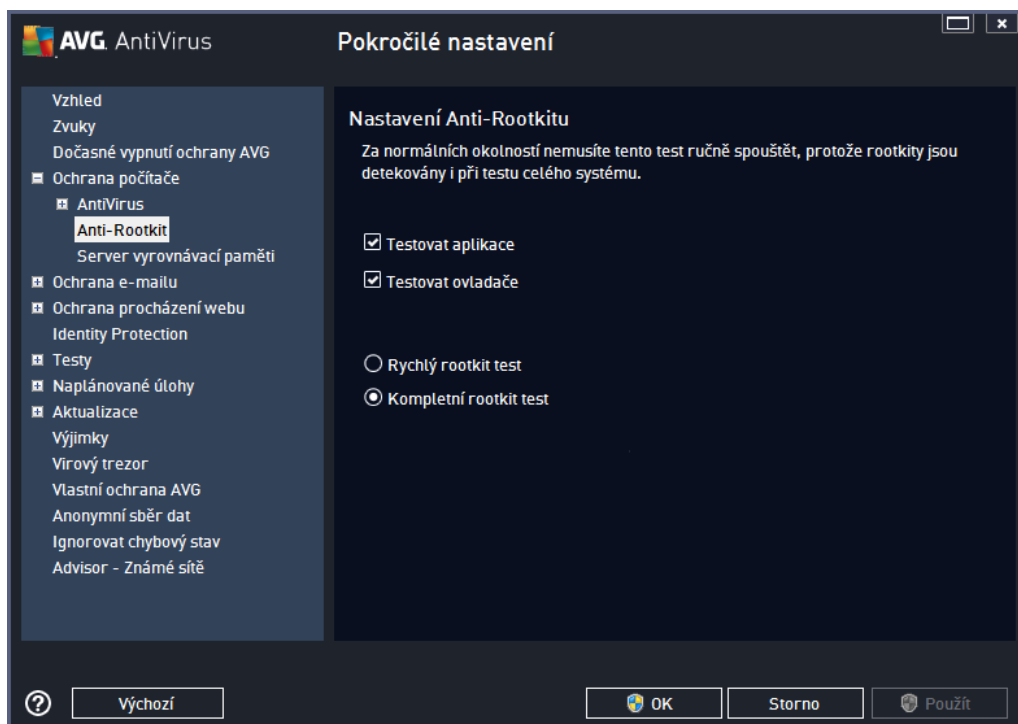 AVG. AntiVirus
Pokročilé nastavení
Vzhled
Zvuky
Dočasné vypnutí ochrany AVG
Ochrana počítače
AntiVirus
Anti-Rootkit
Server vyrovnávací paměti
Ochrana e-mailu
Ochrana procházení webu
Identity Protection
Testy
Naplánované úlohy
Aktualizace
Výjimky
Virový trezor
Vlastní ochrana AVG
Anonymní sběr dat
Ignorovat chybový stav
Advisor - Známé sítě
Nastavení Anti-Rootkitu
Za normálních okolností nemusíte tento test ručně spouštět, protože rootkity jsou
detekovány i při testu celého systému.
Testovat aplikace
Testovat ovladače
Rychlý rootkit test
Kompletní rootkit test
Výchozí
OK
Storno
Použít